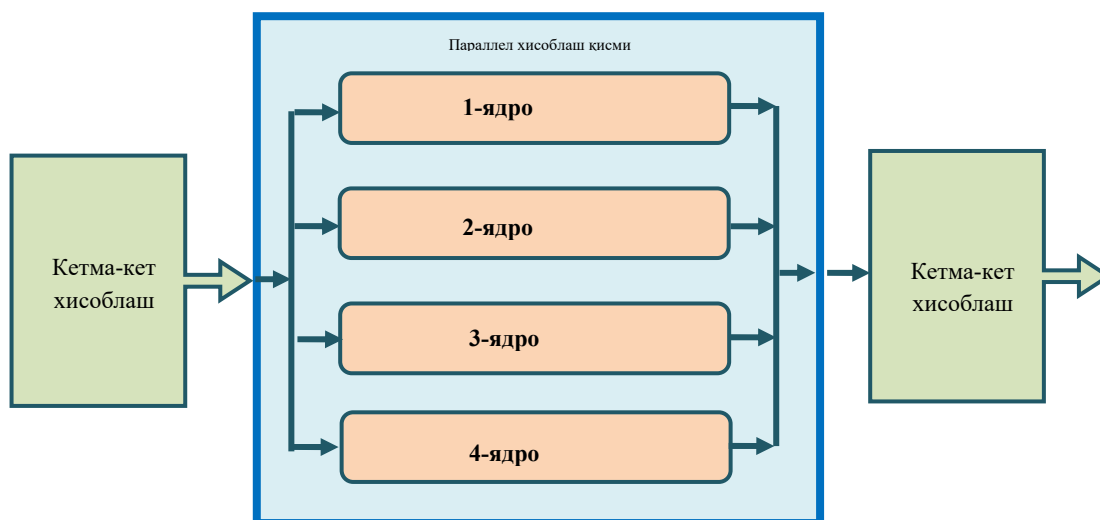 Параллел хисоблаш қисми
1-ядро
2-ядро
3-ядро
4-ядро
Кетма-кет
хисоблаш
Кетма-кет
хисоблаш